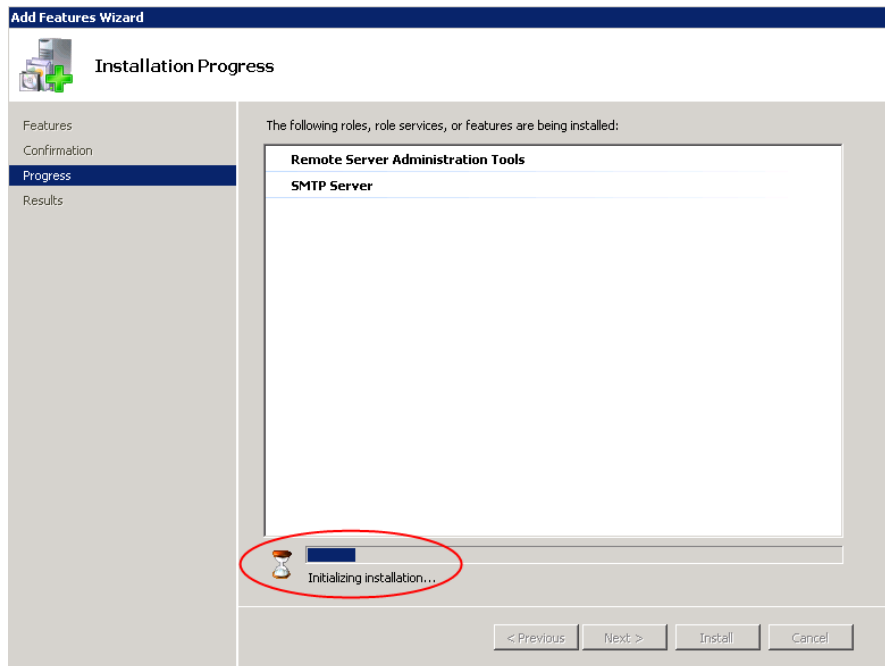 Add Features Wizard
Installation Progress
Features
Confirmation
Progress
Results
The following roles, role services, or features are being installed:
Remote Server Administration Tools
SMTP Server
Initializing installation...
< Previous
Next >
Install
Cancel